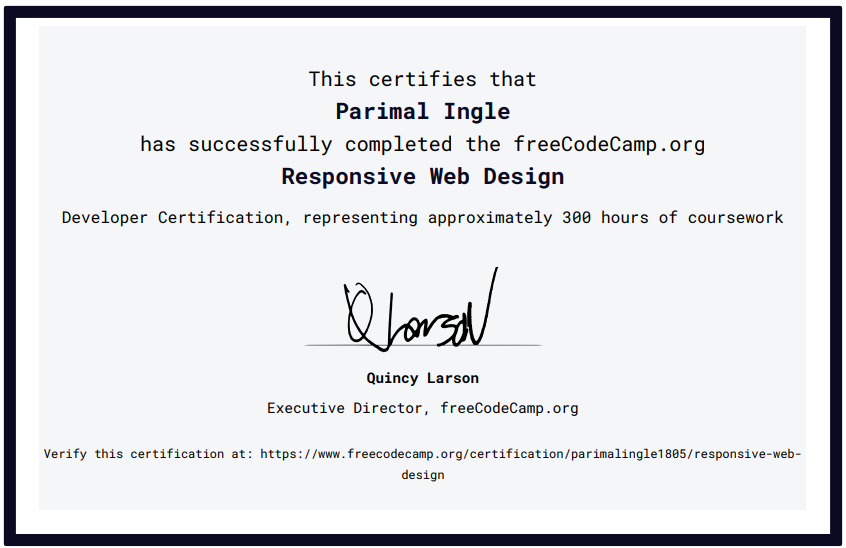 This certifies that
Parimal Ingle
has successfully completed the freeCodeCamp.org
Responsive Web Design
Developer Certification, representing approximately 300 hours of coursework
Q Larson
Quincy Larson
Executive Director, freeCodeCamp.org
Verify this certification at: https://www.freecodecamp.org/certification/parimalingle1805/responsive-web-
design